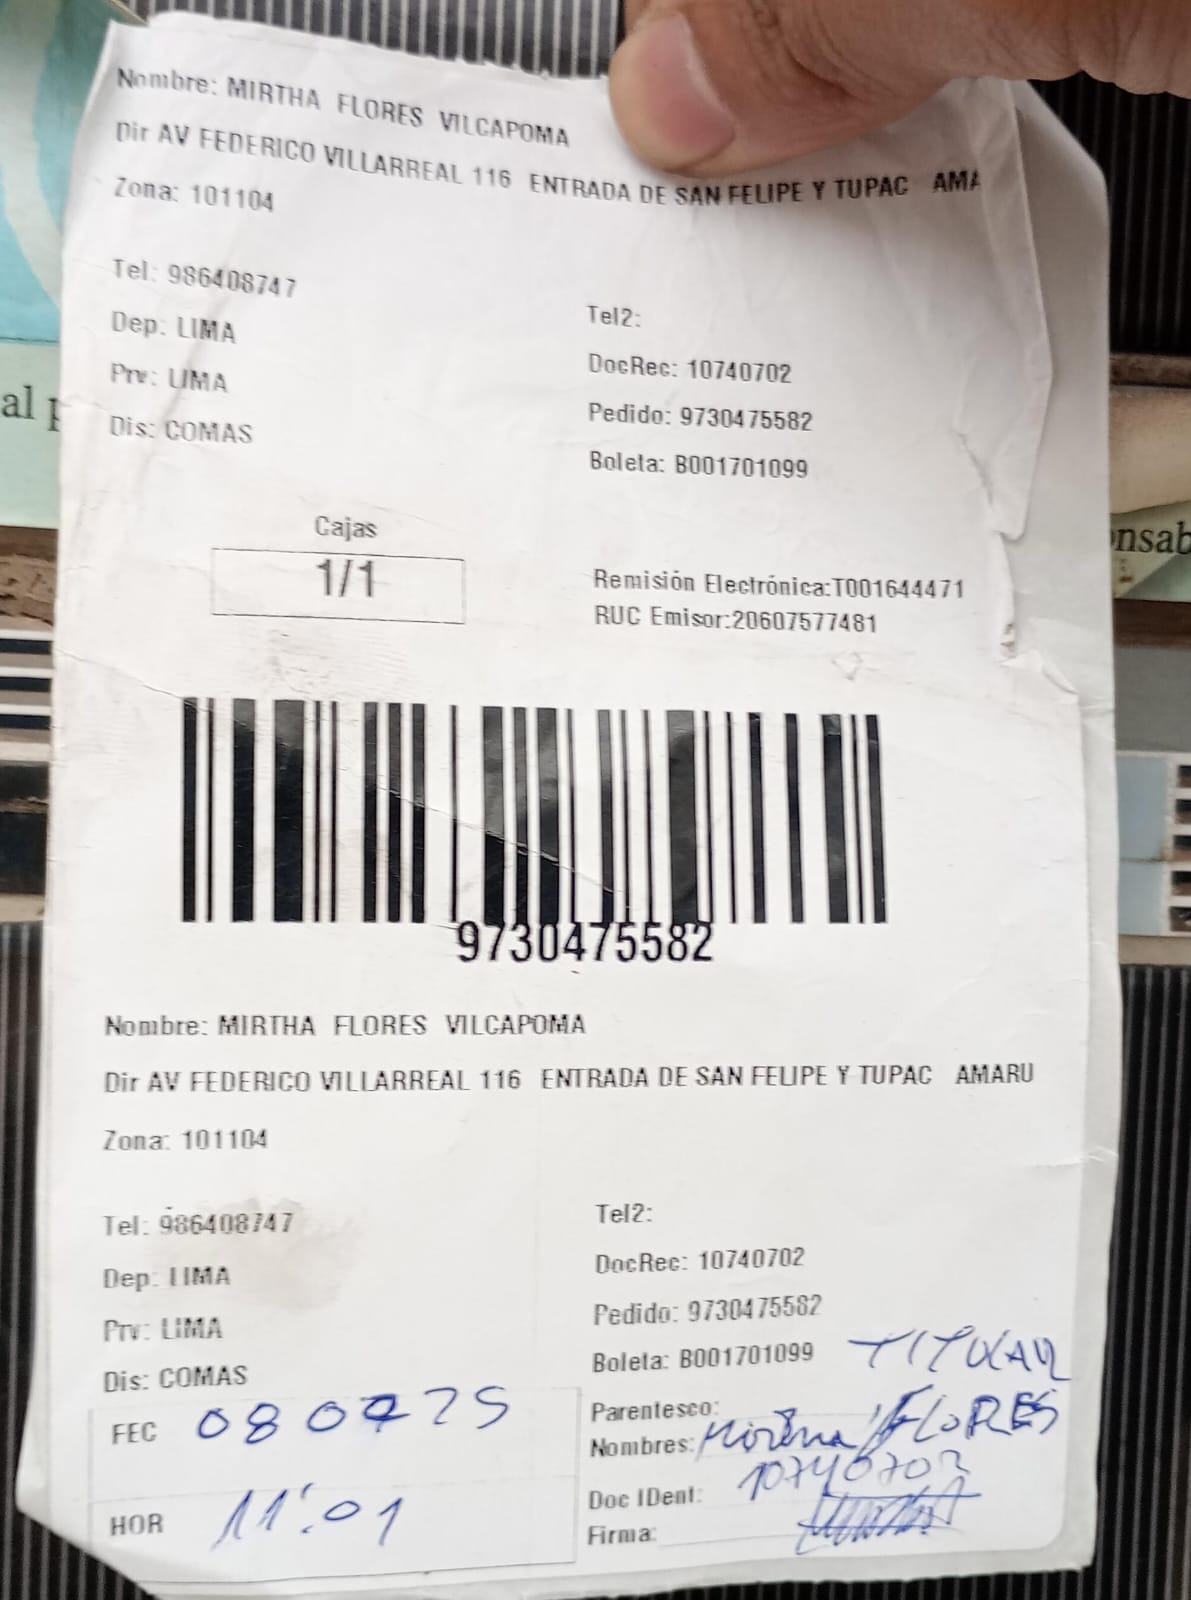 Nombre: MIRTHA FLORES VILCAPOMA
Dir AV FEDERICO VILLARREAL 116 ENTRADA DE SAN FELIPE Y TUPAC AMA
Zona: 101104
Tel: 986408747
Tel2:
Dep: LIMA
DocRec: 10740702
Prv: LIMA
Pedido: 9730475582
Dis: COMAS
Boleta: B001701099
Cajas
1/1
Remisión Electrónica:T001644471
RUC Emisor:20607577481
9730475582
Nombre: MIRTHA FLORES VILCAPOMA
Dir AV FEDERICO VILLARREAL 116 ENTRADA DE SAN FELIPE Y TUPAC AMARU
Zona: 101104
Tel: 986408747
Tel2:
Dep: LIMA
DocRec: 10740702
Prv: LIMA
Pedido: 9730475582
Dis: COMAS
Boleta: B001701099
TITULAR
FEC 080725
Parentesco:
Nombres: FLORES
Doc IDent: 10740702
HOR 11:01
Firma:
al
onsab